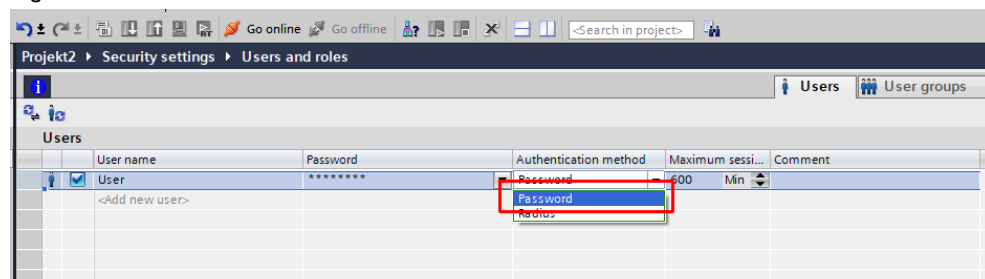 Go online Go offline <Search in project>
Projekt2 ▸ Security settings ▸ Users and roles
Users User groups
Users
User name Password Authentication method Maximum sessi... Comment
User ******** Password 600 Min
<Add new user> Password
Radius